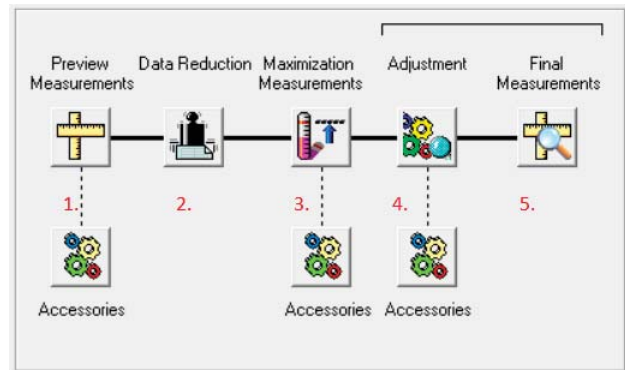 Preview
Measurements
Data Reduction
Maximization
Measurements
Adjustment
Final
Measurements
1.
2.
3.
4.
5.
Accessories
Accessories
Accessories